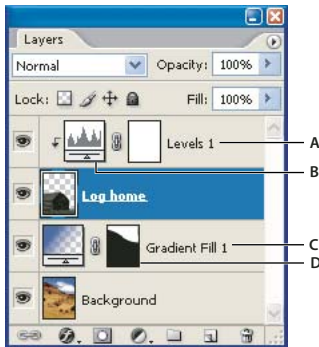 Layers
Normal Opacity: 100%
Lock: Fill: 100%
Levels 1 A
B
Log home
Gradient Fill 1 C
D
Background